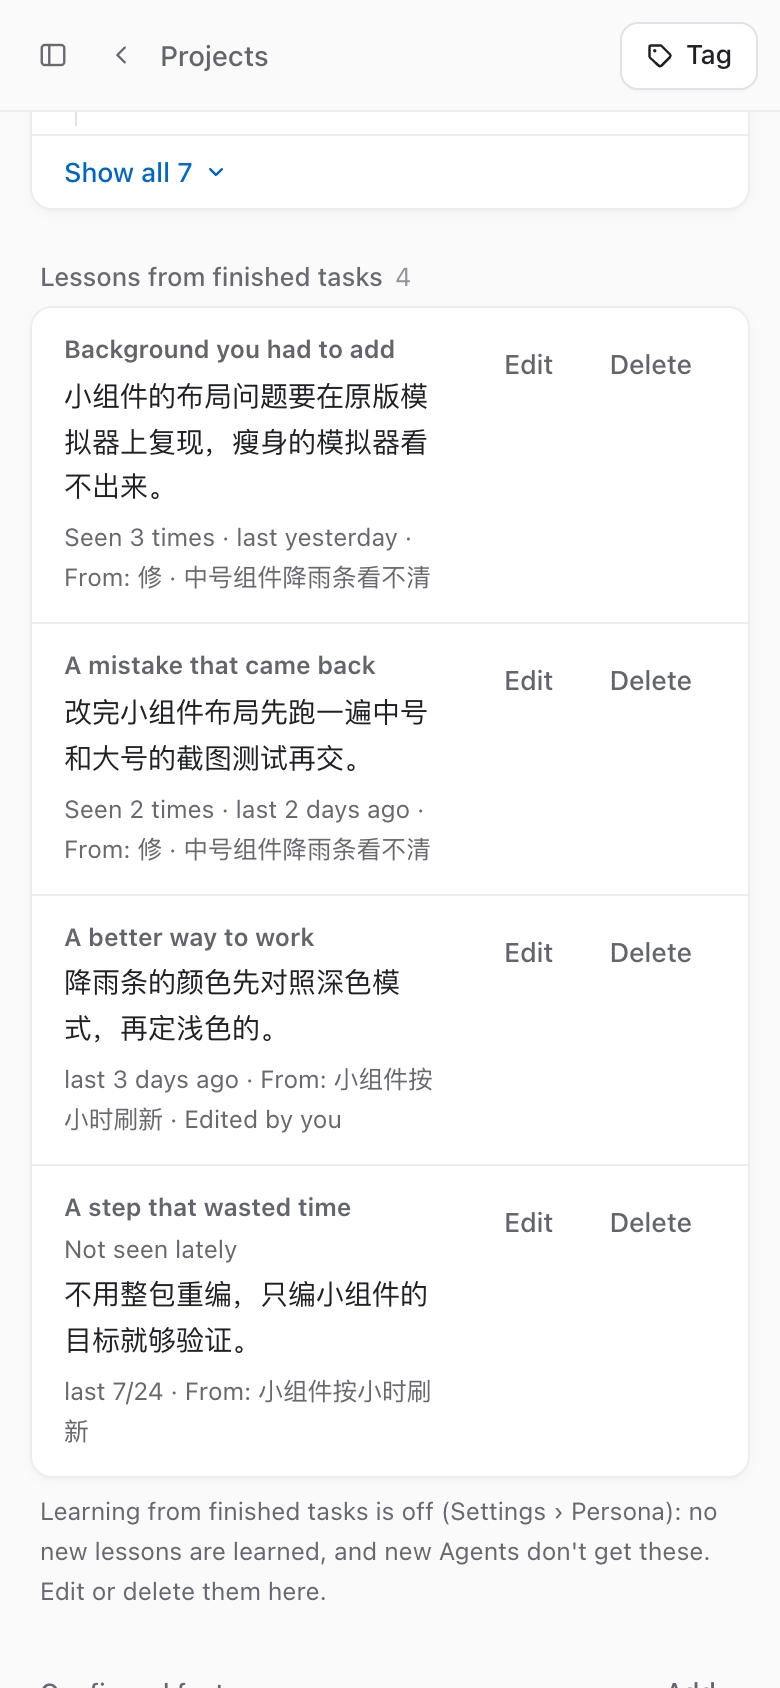 Projects
Tag
Show all 7
Lessons from finished tasks 4
Background you had to add
Edit
Delete
小组件的布局问题要在原版模
拟器上复现，瘦身的模拟器看
不出来。
Seen 3 times · last yesterday ·
From: 修 · 中号组件降雨条看不清
A mistake that came back
Edit
Delete
改完小组件布局先跑一遍中号
和大号的截图测试再交。
Seen 2 times · last 2 days ago ·
From: 修 · 中号组件降雨条看不清
A better way to work
Edit
Delete
降雨条的颜色先对照深色模
式，再定浅色的。
last 3 days ago · From: 小组件按
小时刷新 · Edited by you
A step that wasted time
Edit
Delete
Not seen lately
不用整包重编，只编小组件的
目标就够验证。
last 7/24 · From: 小组件按小时刷
新
Learning from finished tasks is off (Settings › Persona): no
new lessons are learned, and new Agents don't get these.
Edit or delete them here.